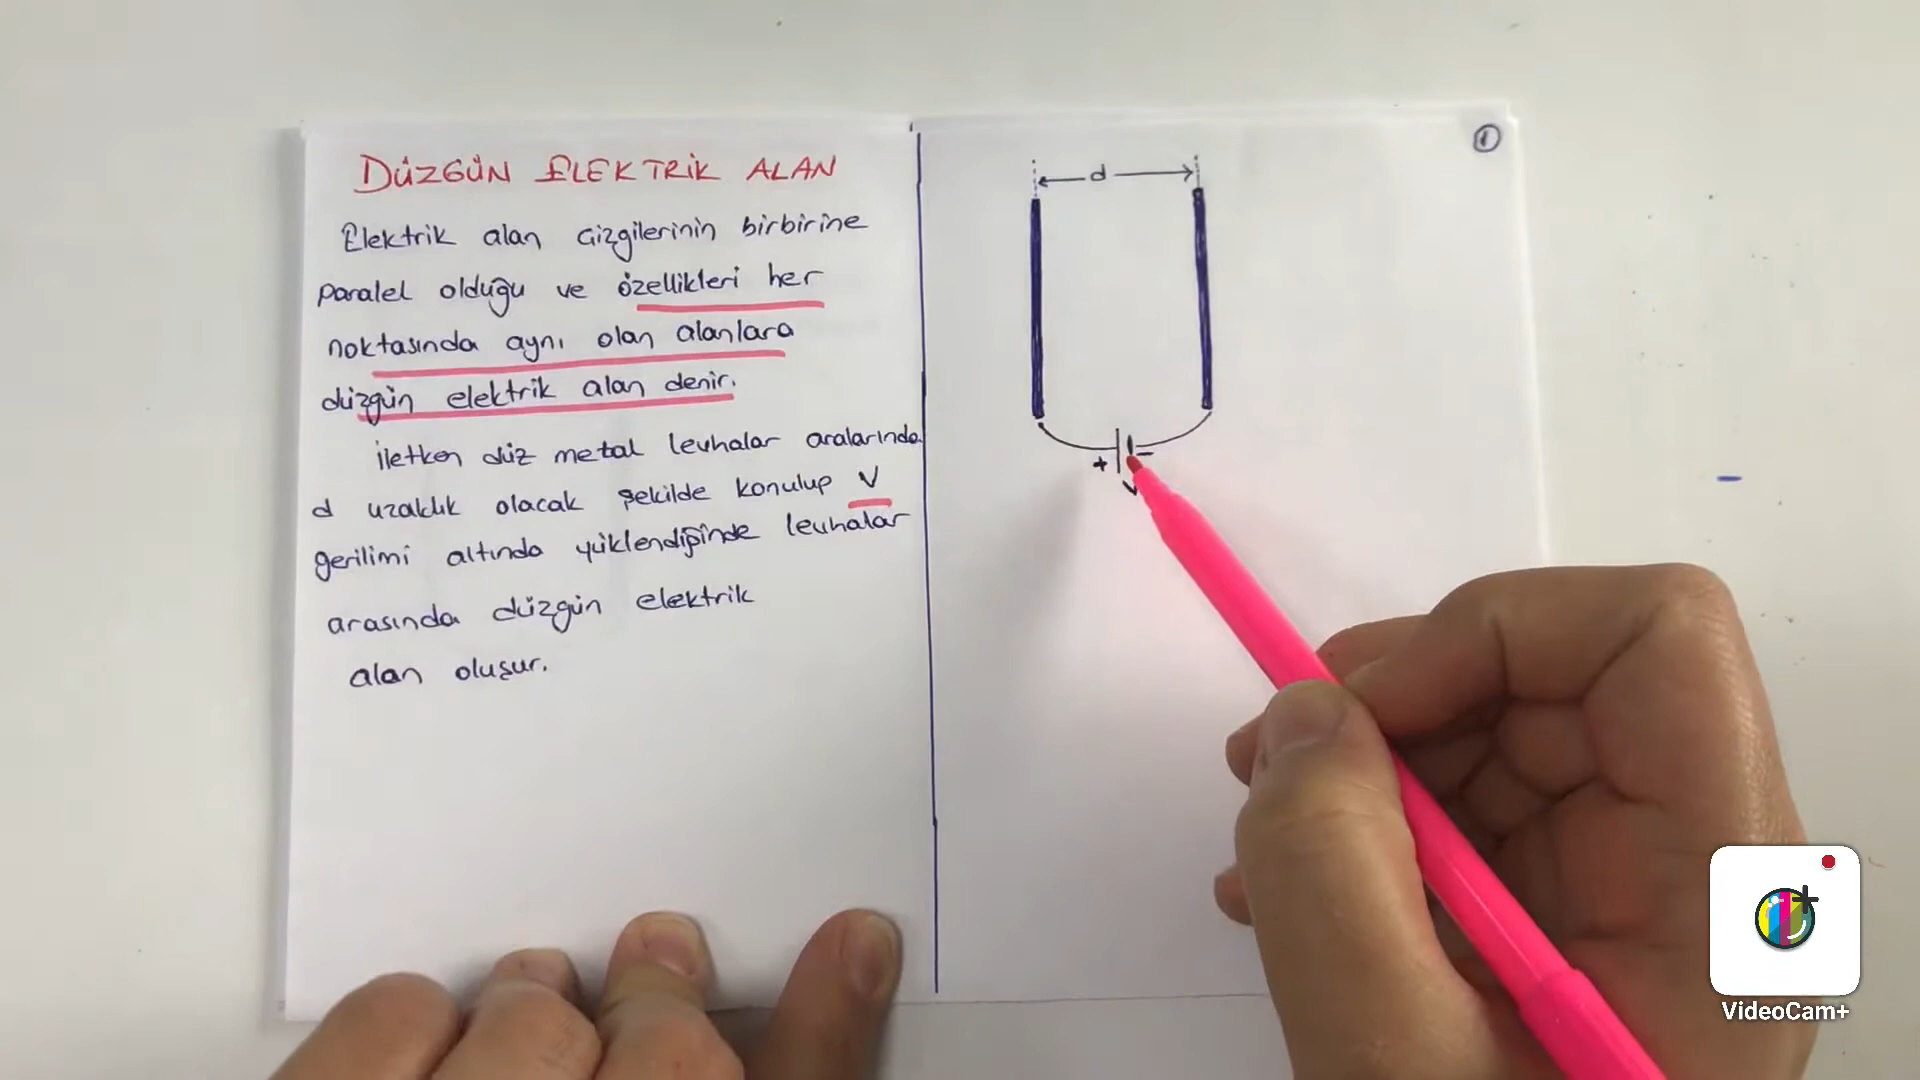 DÜZGÜN ELEKTRİK ALAN
Elektrik alan çizgilerinin birbirine
paralel olduğu ve özellikleri her
noktasında aynı olan alanlara
düzgün elektrik alan denir.
İletken düz metal levhalar aralarında
d uzaklık olacak şekilde konulup V
gerilimi altında yüklendiğinde levhalar
arasında düzgün elektrik
alan oluşur.
1
d
+ -
V
VideoCam+